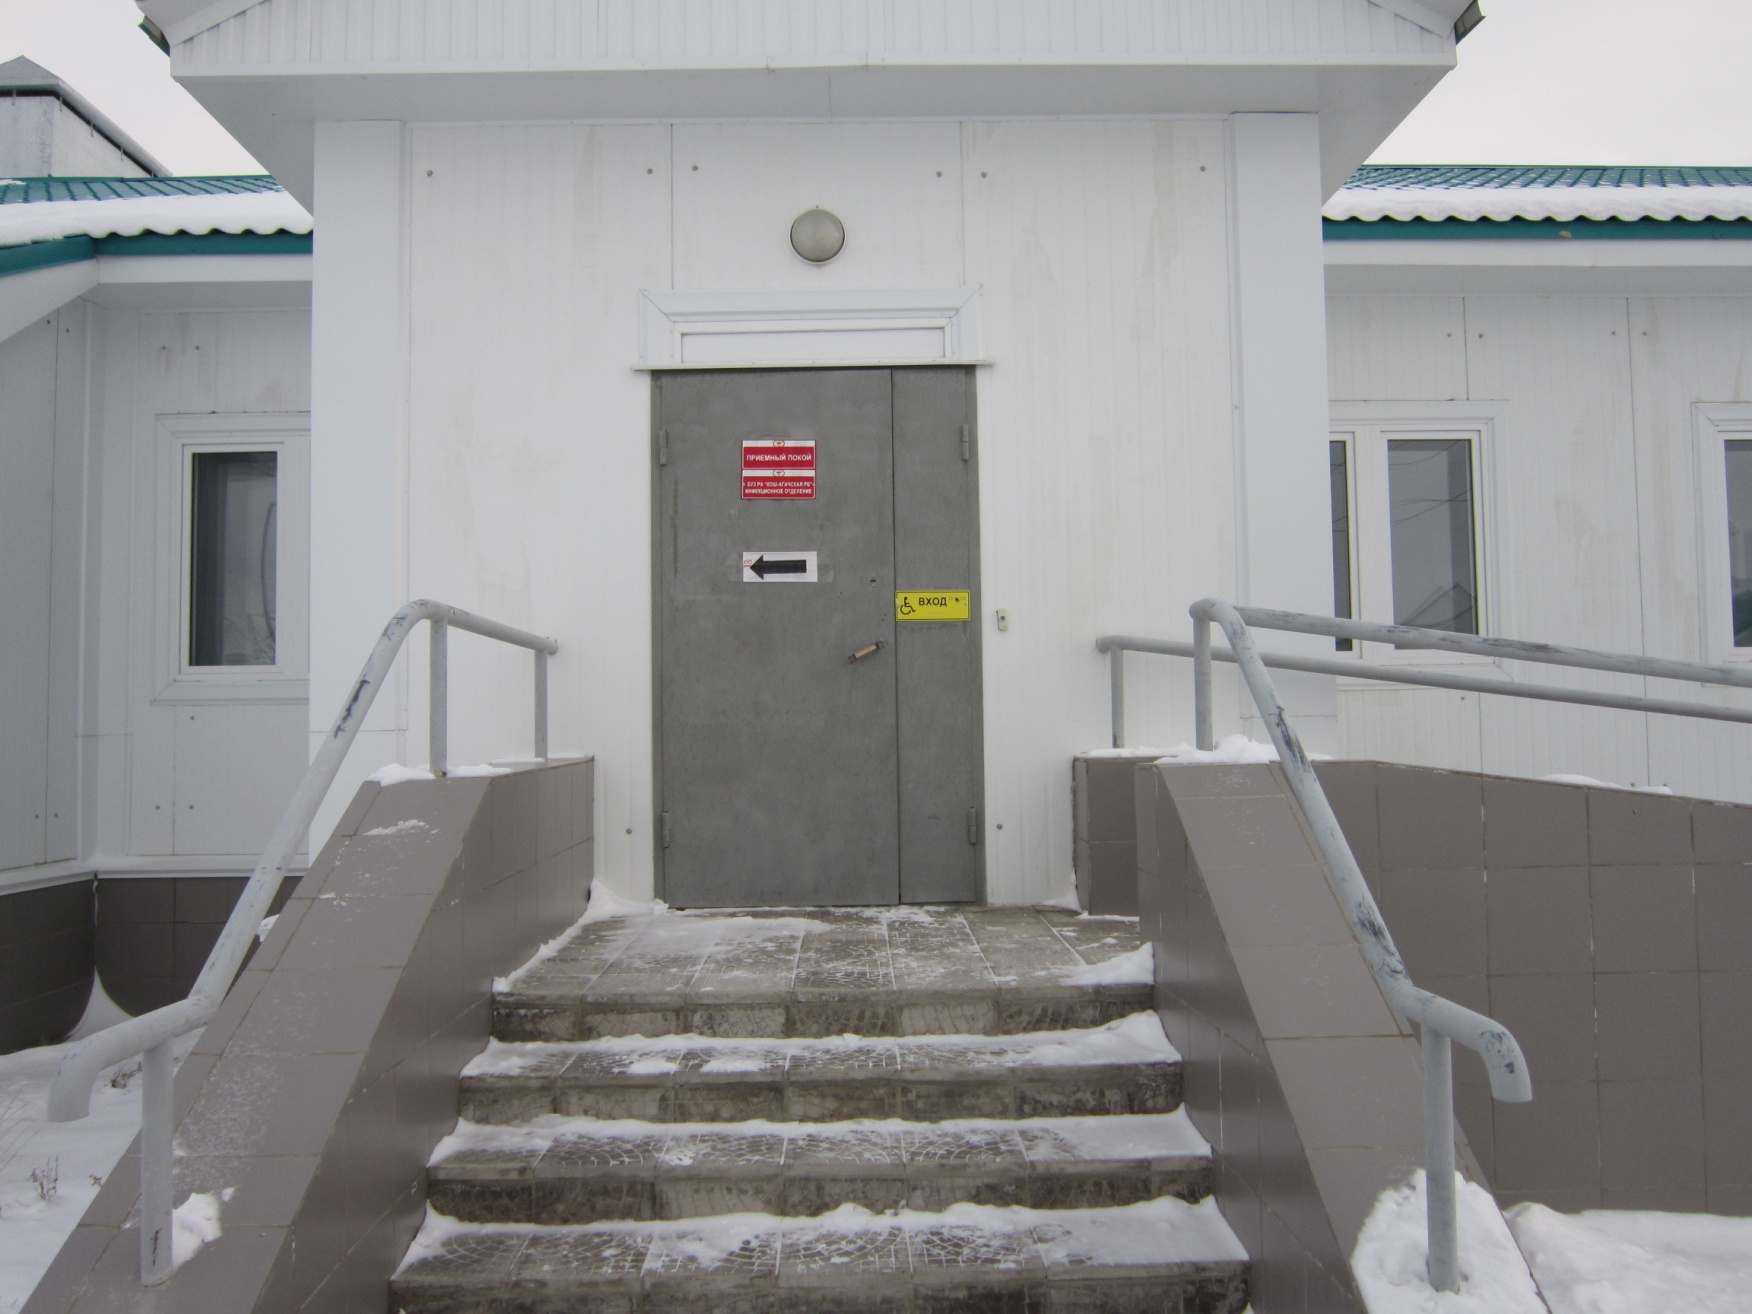 ПРИЕМНЫЙ ПОКОЙ
БУЗ РА "КОШ-АГАЧСКАЯ РБ"
ИНФЕКЦИОННОЕ ОТДЕЛЕНИЕ
ВХОД